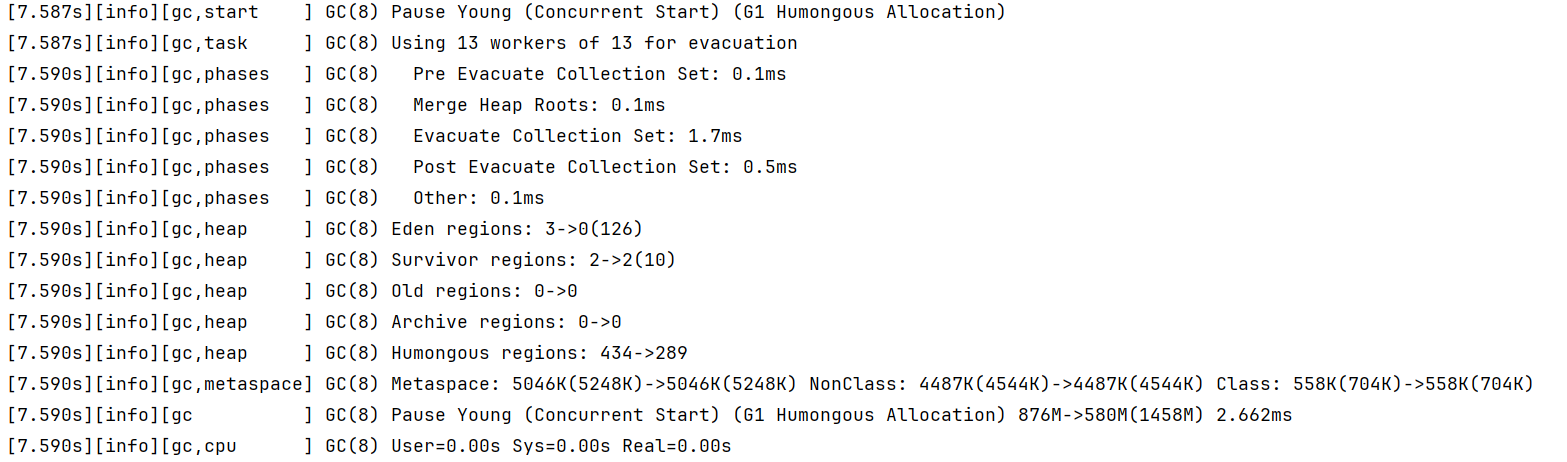 [7.587s][info][gc,start    ] GC(8) Pause Young (Concurrent Start) (G1 Humongous Allocation)
[7.587s][info][gc,task     ] GC(8) Using 13 workers of 13 for evacuation
[7.590s][info][gc,phases   ] GC(8)   Pre Evacuate Collection Set: 0.1ms
[7.590s][info][gc,phases   ] GC(8)   Merge Heap Roots: 0.1ms
[7.590s][info][gc,phases   ] GC(8)   Evacuate Collection Set: 1.7ms
[7.590s][info][gc,phases   ] GC(8)   Post Evacuate Collection Set: 0.5ms
[7.590s][info][gc,phases   ] GC(8)   Other: 0.1ms
[7.590s][info][gc,heap     ] GC(8) Eden regions: 3->0(126)
[7.590s][info][gc,heap     ] GC(8) Survivor regions: 2->2(10)
[7.590s][info][gc,heap     ] GC(8) Old regions: 0->0
[7.590s][info][gc,heap     ] GC(8) Archive regions: 0->0
[7.590s][info][gc,heap     ] GC(8) Humongous regions: 434->289
[7.590s][info][gc,metaspace] GC(8) Metaspace: 5046K(5248K)->5046K(5248K) NonClass: 4487K(4544K)->4487K(4544K) Class: 558K(704K)->558K(704K)
[7.590s][info][gc          ] GC(8) Pause Young (Concurrent Start) (G1 Humongous Allocation) 876M->580M(1458M) 2.662ms
[7.590s][info][gc,cpu      ] GC(8) User=0.00s Sys=0.00s Real=0.00s